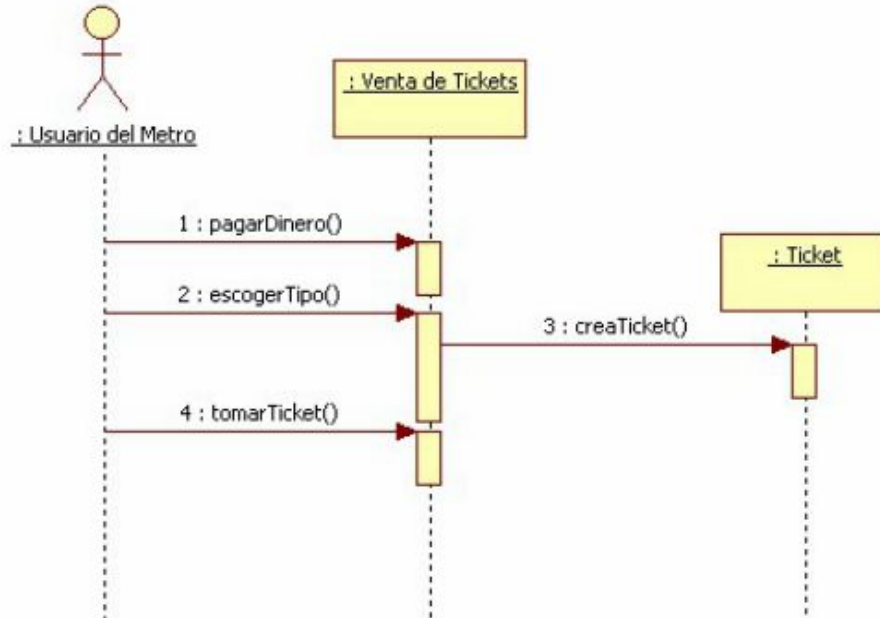 : Venta de Tickets
: Usuario del Metro
1 : pagarDinero()
: Ticket
2 : escogerTipo()
3 : creaTicket()
4 : tomarTicket()